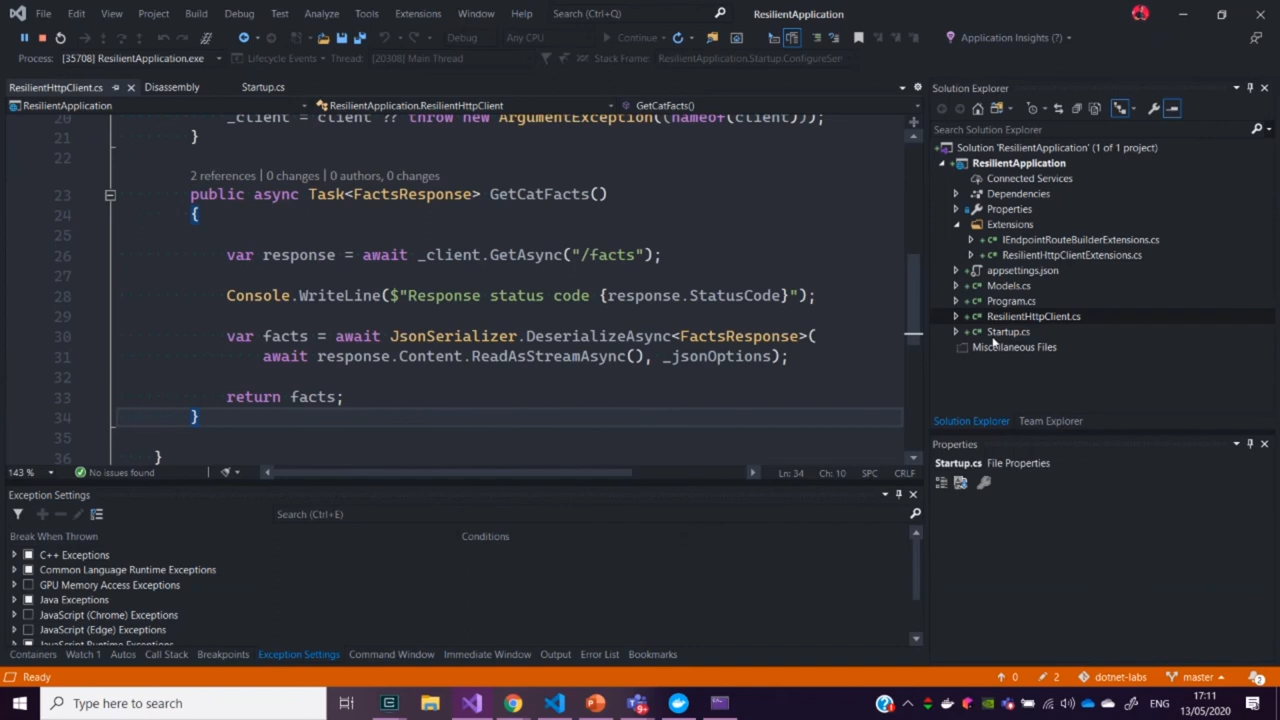 File Edit View Project Build Debug Test Analyze Tools Extensions Window Help Search (Ctrl+Q) ResilientApplication
Debug Any CPU Continue Application Insights (?)
Process: [35708] ResilientApplication.exe Lifecycle Events Thread: [20308] Main Thread Stack Frame: ResilientApplication.Startup.ConfigureSer
ResilientHttpClient.cs Disassembly Startup.cs
ResilientApplication ResilientApplication.ResilientHttpClient GetCatFacts()
20 _client = client ?? throw new ArgumentException((nameof(client)));
21 }
22
2 references | 0 changes | 0 authors, 0 changes
23 public async Task<FactsResponse> GetCatFacts()
24 {
25
26 var response = await _client.GetAsync("/facts");
27
28 Console.WriteLine($"Response status code {response.StatusCode}");
29
30 var facts = await JsonSerializer.DeserializeAsync<FactsResponse>(
31 await response.Content.ReadAsStreamAsync(), _jsonOptions);
32
33 return facts;
34 }
35
36 }
143 % No issues found Ln: 34 Ch: 10 SPC CRLF
Exception Settings
Search (Ctrl+E)
Break When Thrown Conditions
C++ Exceptions
Common Language Runtime Exceptions
GPU Memory Access Exceptions
Java Exceptions
JavaScript (Chrome) Exceptions
JavaScript (Edge) Exceptions
JavaScript Runtime Exceptions
Containers Watch 1 Autos Call Stack Breakpoints Exception Settings Command Window Immediate Window Output Error List Bookmarks
Solution Explorer
Search Solution Explorer
Solution 'ResilientApplication' (1 of 1 project)
ResilientApplication
Connected Services
Dependencies
Properties
Extensions
IEndpointRouteBuilderExtensions.cs
ResilientHttpClientExtensions.cs
appsettings.json
Models.cs
Program.cs
ResilientHttpClient.cs
Startup.cs
Miscellaneous Files
Solution Explorer Team Explorer
Properties
Startup.cs File Properties
Ready 0 2 dotnet-labs master 2
Type here to search ENG 17:11
13/05/2020